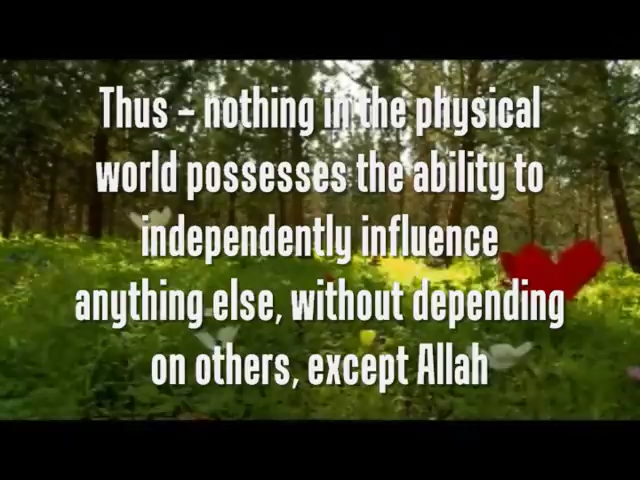 Thus – nothing in the physical
world possesses the ability to
independently influence
anything else, without depending
on others, except Allah